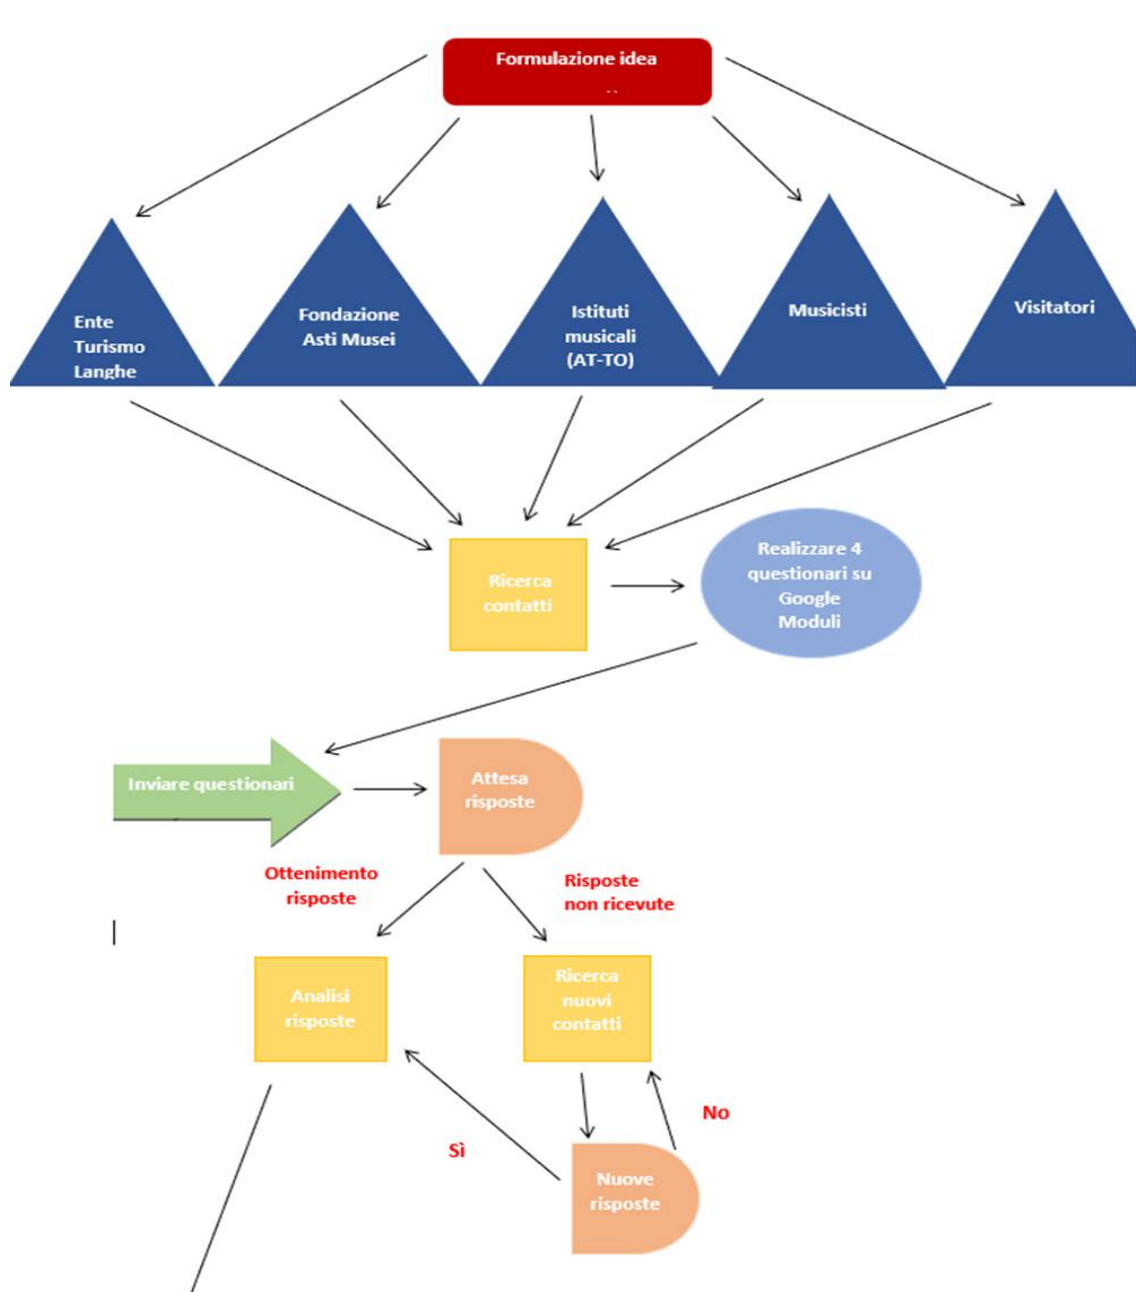 Formulazione idea
Ente
Turismo
Langhe
Fondazione
Asti Musei
Istituti
musicali
(AT-TO)
Musicisti
Visitatori
Ricerca
contatti
Realizzare 4
questionari su
Google
Moduli
Inviare questionari
Attesa
risposte
Ottenimento
risposte
Risposte
non ricevute
Analisi
risposte
Ricerca
nuovi
contatti
No
Sì
Nuove
risposte